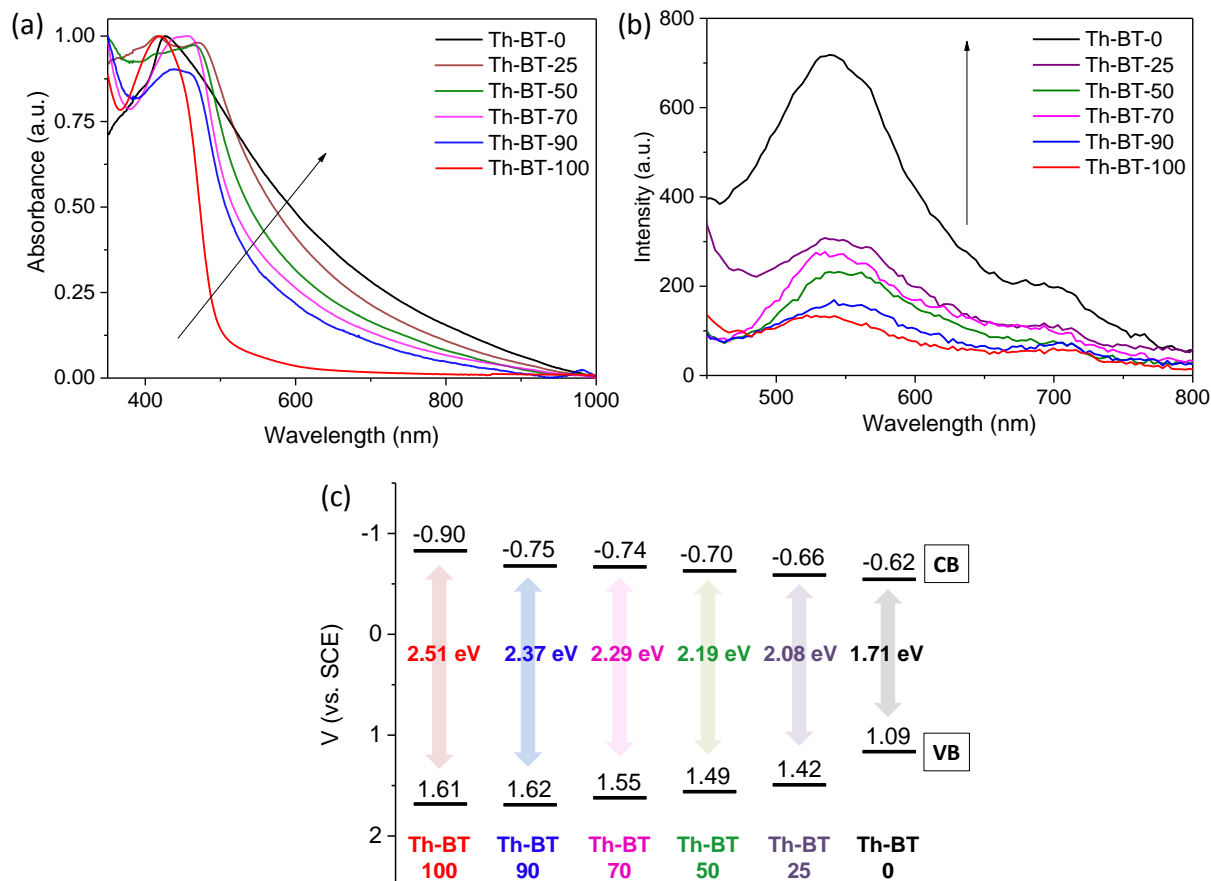 (a)
Absorbance (a.u.)
1.00
0.75
0.50
0.25
0.00
400
600
800
1000
Wavelength (nm)
Th-BT-0
Th-BT-25
Th-BT-50
Th-BT-70
Th-BT-90
Th-BT-100
(b)
Intensity (a.u.)
800
600
400
200
0
500
600
700
800
Wavelength (nm)
Th-BT-0
Th-BT-25
Th-BT-50
Th-BT-70
Th-BT-90
Th-BT-100
(c)
V (vs. SCE)
-1
0
1
2
-0.90 -0.75 -0.74 -0.70 -0.66 -0.62 CB
2.51 eV 2.37 eV 2.29 eV 2.19 eV 2.08 eV 1.71 eV
1.61 1.62 1.55 1.49 1.42 1.09 VB
Th-BT Th-BT Th-BT Th-BT Th-BT Th-BT
100 90 70 50 25 0